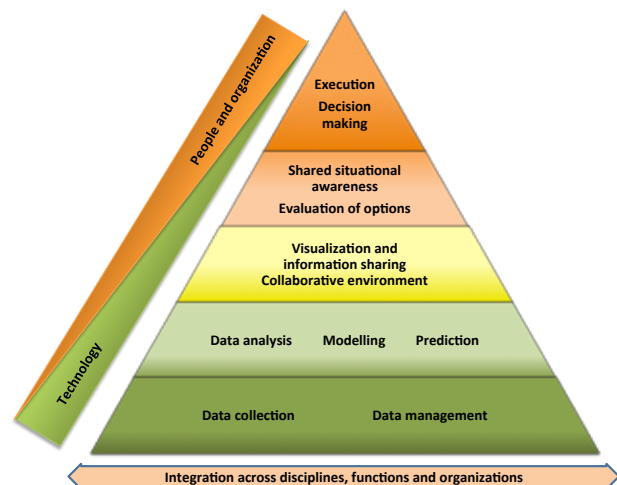 People and organization
Technology
Execution
Decision
making
Shared situational
awareness
Evaluation of options
Visualization and
information sharing
Collaborative environment
Data analysis Modelling Prediction
Data collection Data management
Integration across disciplines, functions and organizations